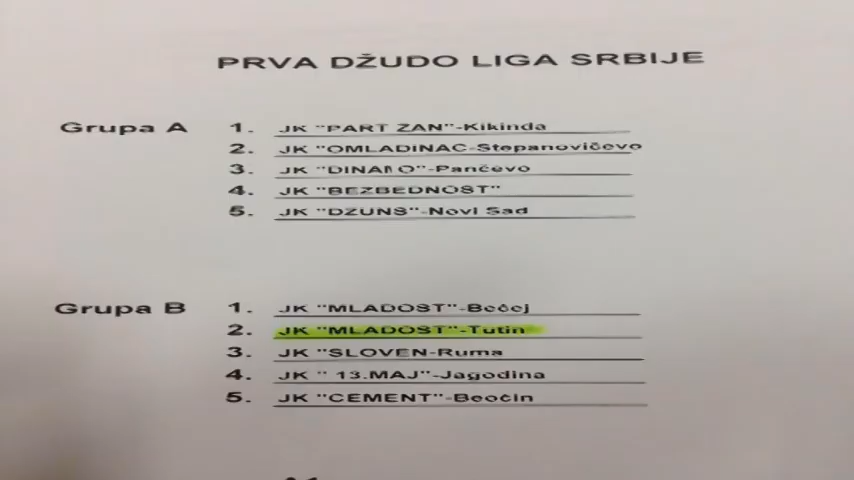 PRVA DŽUDO LIGA SRBIJE
Grupa A 1. JK "PARTIZAN"-Kikinda
2. JK "OMLADINAC-Stepanovićevo
3. JK "DINAMO"-Pančevo
4. JK "BEZBEDNOST"
5. JK "DŽUNS"-Novi Sad
Grupa B 1. JK "MLADOST"-Bečej
2. JK "MLADOST"-Tutin
3. JK "SLOVEN-Ruma
4. JK " 13.MAJ"-Jagodina
5. JK "CEMENT"-Beočin